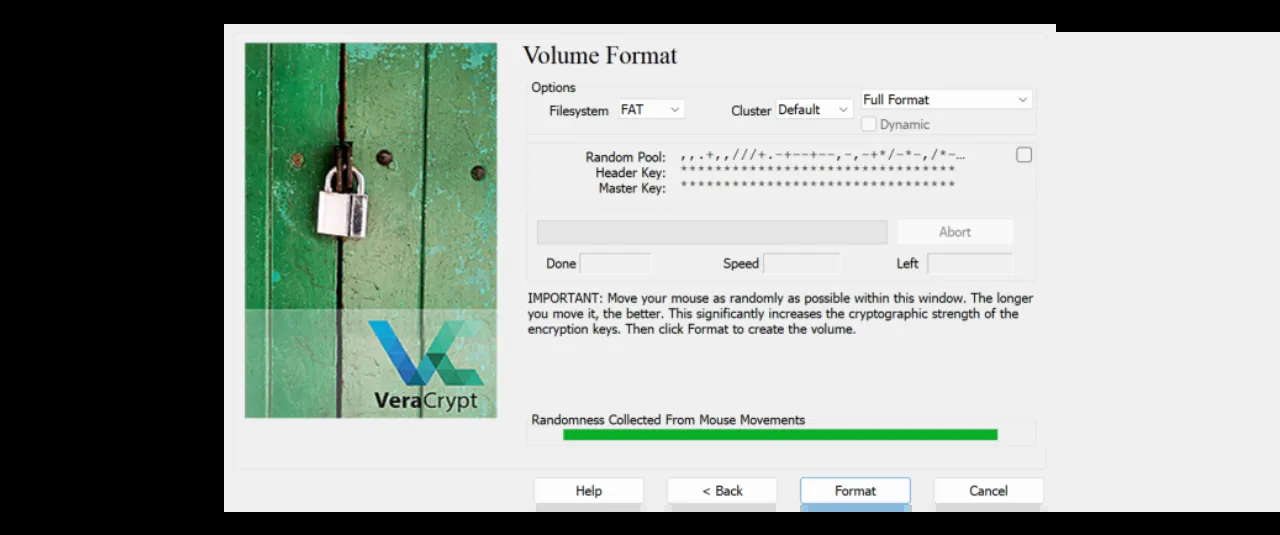 Volume Format
Options
Filesystem FAT Cluster Default Full Format
Dynamic
Random Pool: ,,.+,,///+.-+--+--,-,-+*/-*-,/*-...
Header Key: ********************************
Master Key: ********************************
Abort
Done Speed Left
IMPORTANT: Move your mouse as randomly as possible within this window. The longer
you move it, the better. This significantly increases the cryptographic strength of the
encryption keys. Then click Format to create the volume.
VeraCrypt
Randomness Collected From Mouse Movements
Help < Back Format Cancel